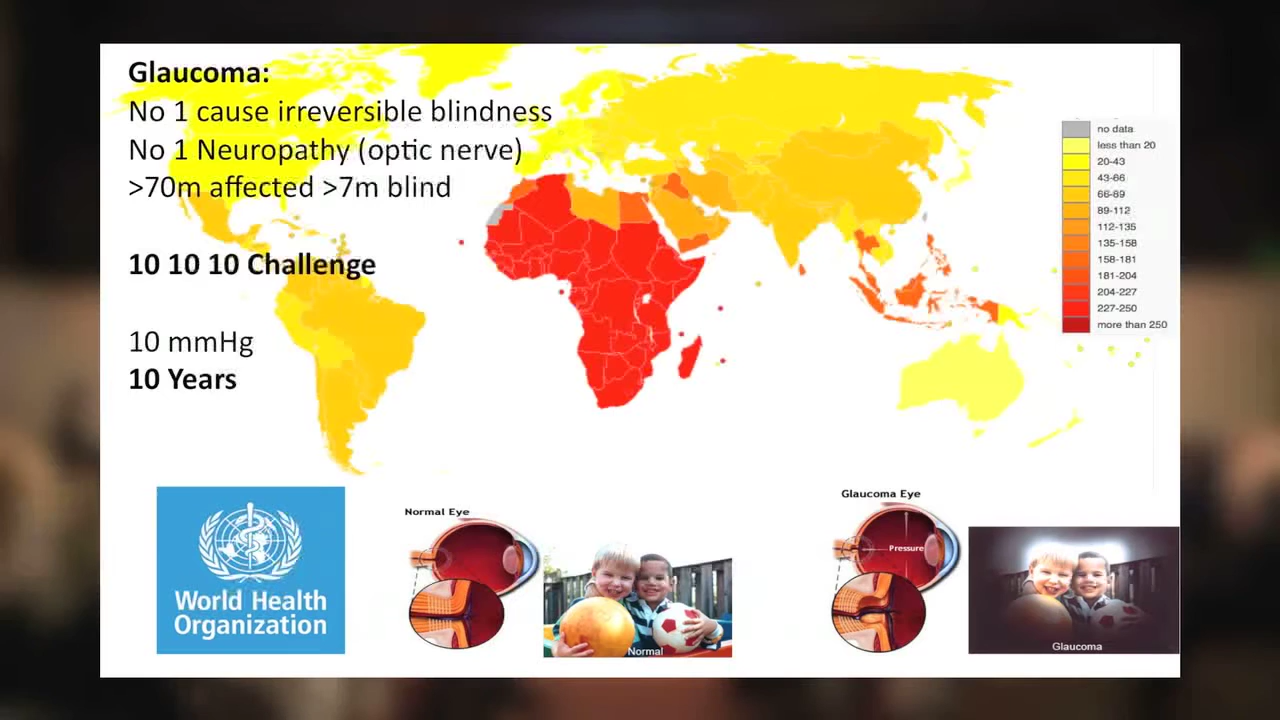 Glaucoma:
No 1 cause irreversible blindness
No 1 Neuropathy (optic nerve)
>70m affected >7m blind
10 10 10 Challenge
10 mmHg
10 Years
no data
less than 20
20-43
43-66
66-89
89-112
112-135
135-158
158-181
181-204
204-227
227-250
more than 250
World Health
Organization
Normal Eye
Normal
Glaucoma Eye
Pressure
Glaucoma